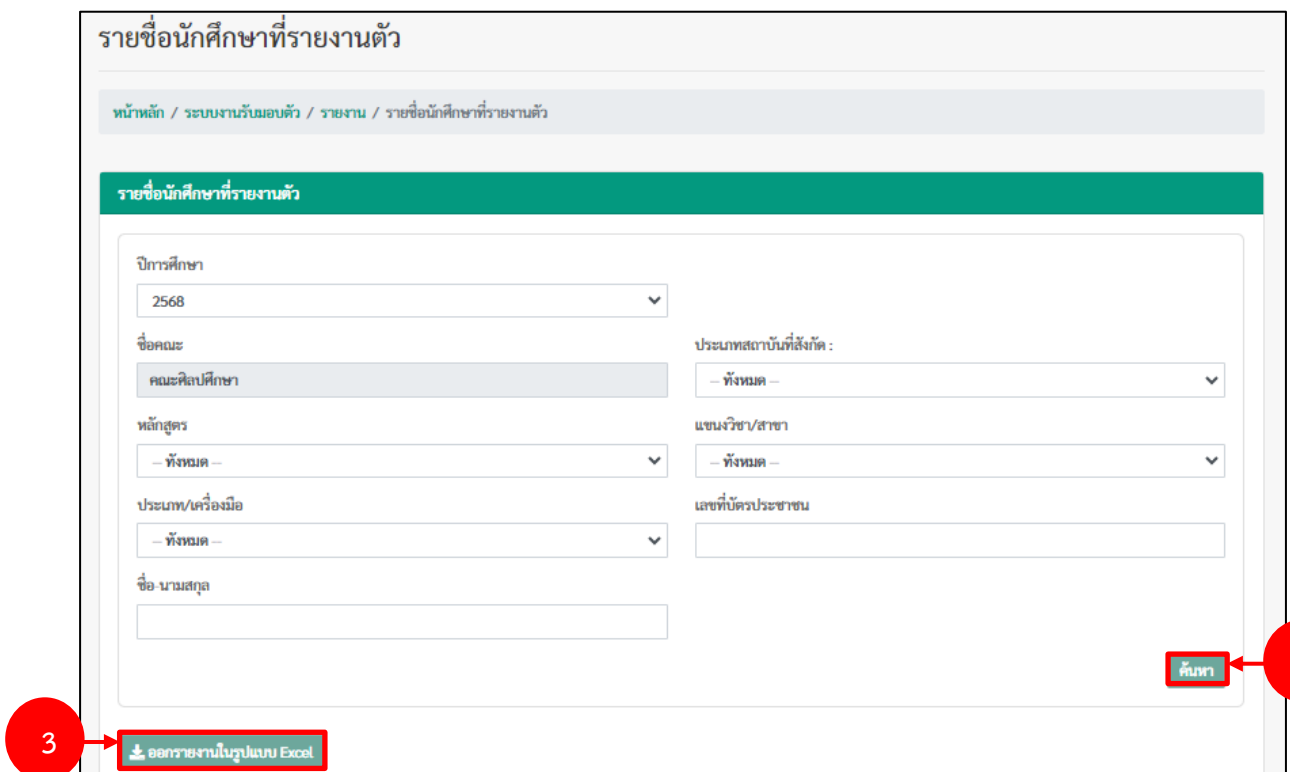 รายชื่อนักศึกษาที่รายงานตัว
หน้าหลัก / ระบบงานรับมอบตัว / รายงาน / รายชื่อนักศึกษาที่รายงานตัว
รายชื่อนักศึกษาที่รายงานตัว
ปีการศึกษา
2568
ชื่อคณะ
ประเภทสถาบันที่สังกัด :
คณะศิลปศึกษา
-- ทั้งหมด --
หลักสูตร
แขนงวิชา/สาขา
-- ทั้งหมด --
-- ทั้งหมด --
ประเภท/เครื่องมือ
เลขที่บัตรประชาชน
-- ทั้งหมด --
ชื่อ-นามสกุล
ค้นหา
3
ออกรายงานในรูปแบบ Excel